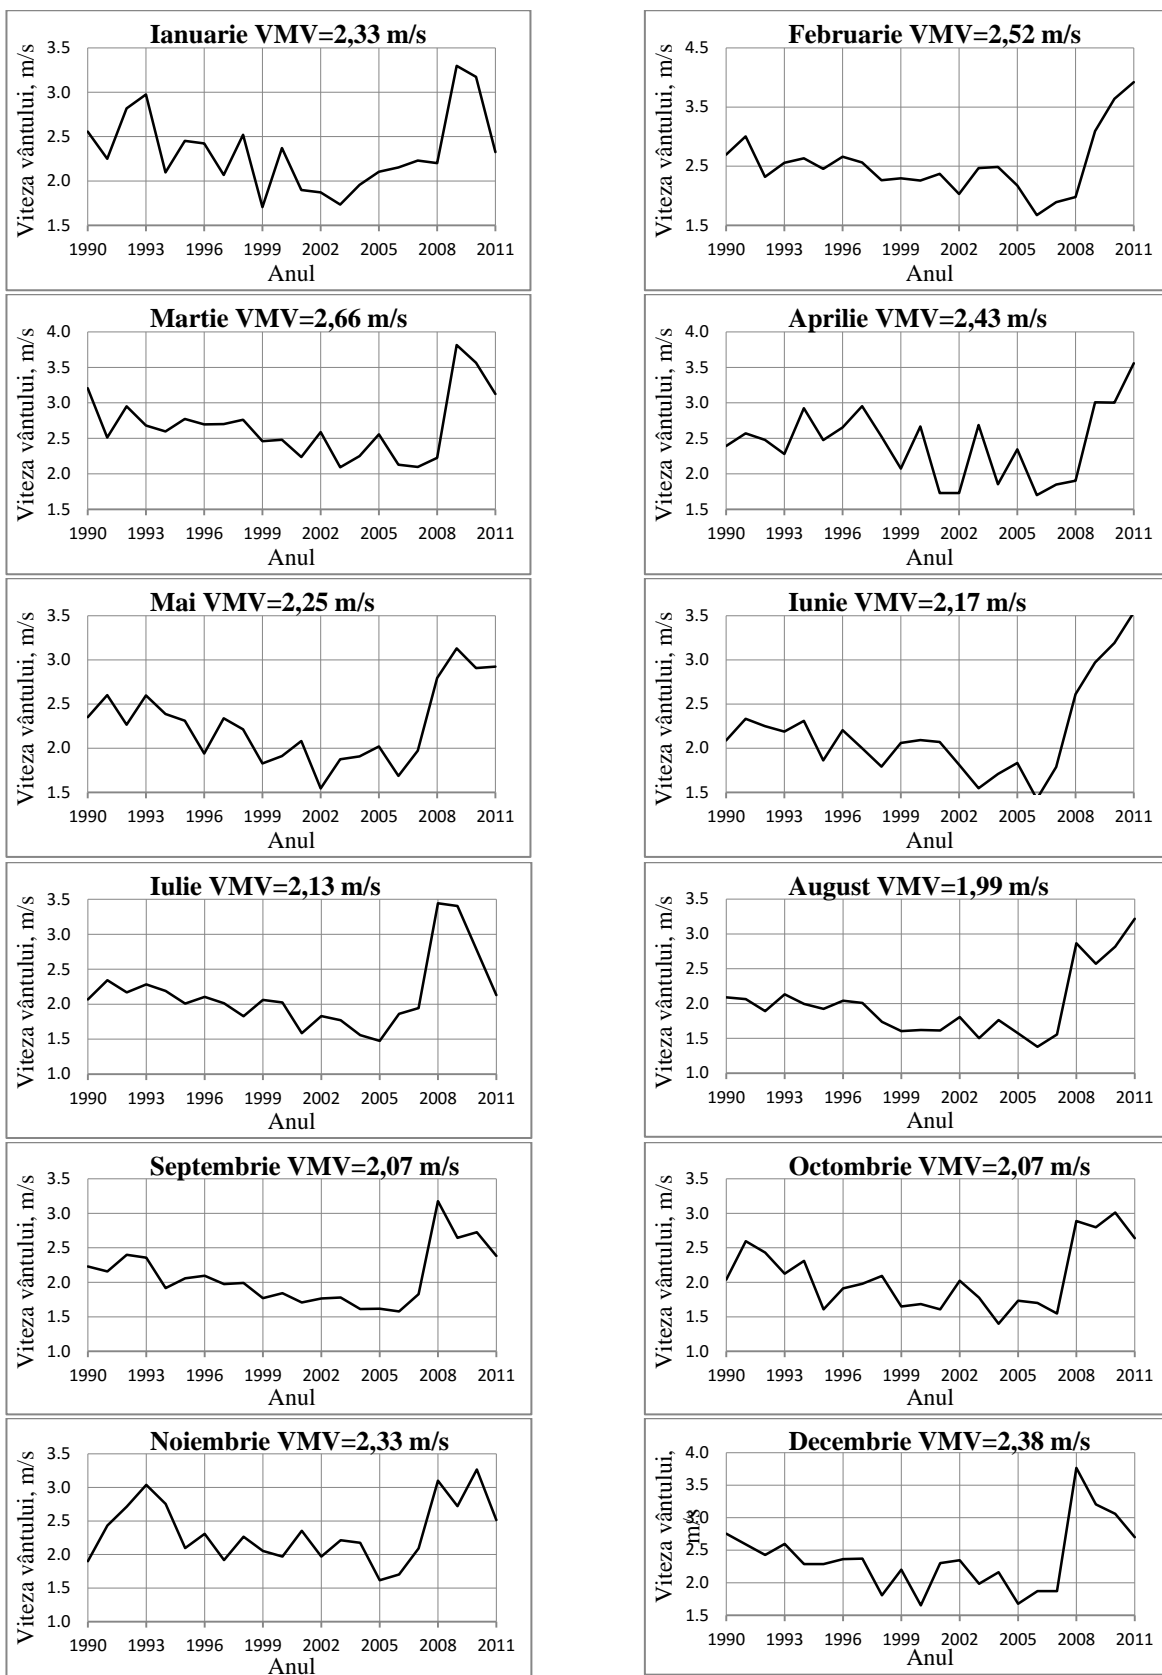 Ianuarie VMV=2,33 m/s
Viteza vântului, m/s
3.5
3.0
2.5
2.0
1.5
1990 1993 1996 1999 2002 2005 2008 2011
Anul
Februarie VMV=2,52 m/s
Viteza vântului, m/s
4.5
3.5
2.5
1.5
1990 1993 1996 1999 2002 2005 2008 2011
Anul
Martie VMV=2,66 m/s
Viteza vântului, m/s
4.0
3.5
3.0
2.5
2.0
1.5
1990 1993 1996 1999 2002 2005 2008 2011
Anul
Aprilie VMV=2,43 m/s
Viteza vântului, m/s
4.0
3.5
3.0
2.5
2.0
1.5
1990 1993 1996 1999 2002 2005 2008 2011
Anul
Mai VMV=2,25 m/s
Viteza vântului, m/s
3.5
3.0
2.5
2.0
1.5
1990 1993 1996 1999 2002 2005 2008 2011
Anul
Iunie VMV=2,17 m/s
Viteza vântului, m/s
3.5
3.0
2.5
2.0
1.5
1990 1993 1996 1999 2002 2005 2008 2011
Anul
Iulie VMV=2,13 m/s
Viteza vântului, m/s
3.5
3.0
2.5
2.0
1.5
1.0
1990 1993 1996 1999 2002 2005 2008 2011
Anul
August VMV=1,99 m/s
Viteza vântului, m/s
3.5
3.0
2.5
2.0
1.5
1.0
1990 1993 1996 1999 2002 2005 2008 2011
Anul
Septembrie VMV=2,07 m/s
Viteza vântului, m/s
3.5
3.0
2.5
2.0
1.5
1.0
1990 1993 1996 1999 2002 2005 2008 2011
Anul
Octombrie VMV=2,07 m/s
Viteza vântului, m/s
3.5
3.0
2.5
2.0
1.5
1.0
1990 1993 1996 1999 2002 2005 2008 2011
Anul
Noiembrie VMV=2,33 m/s
Viteza vântului, m/s
3.5
3.0
2.5
2.0
1.5
1.0
1990 1993 1996 1999 2002 2005 2008 2011
Anul
Decembrie VMV=2,38 m/s
Viteza vântului,
m/s
4.0
3.5
3.0
2.5
2.0
1.5
1990 1993 1996 1999 2002 2005 2008 2011
Anul